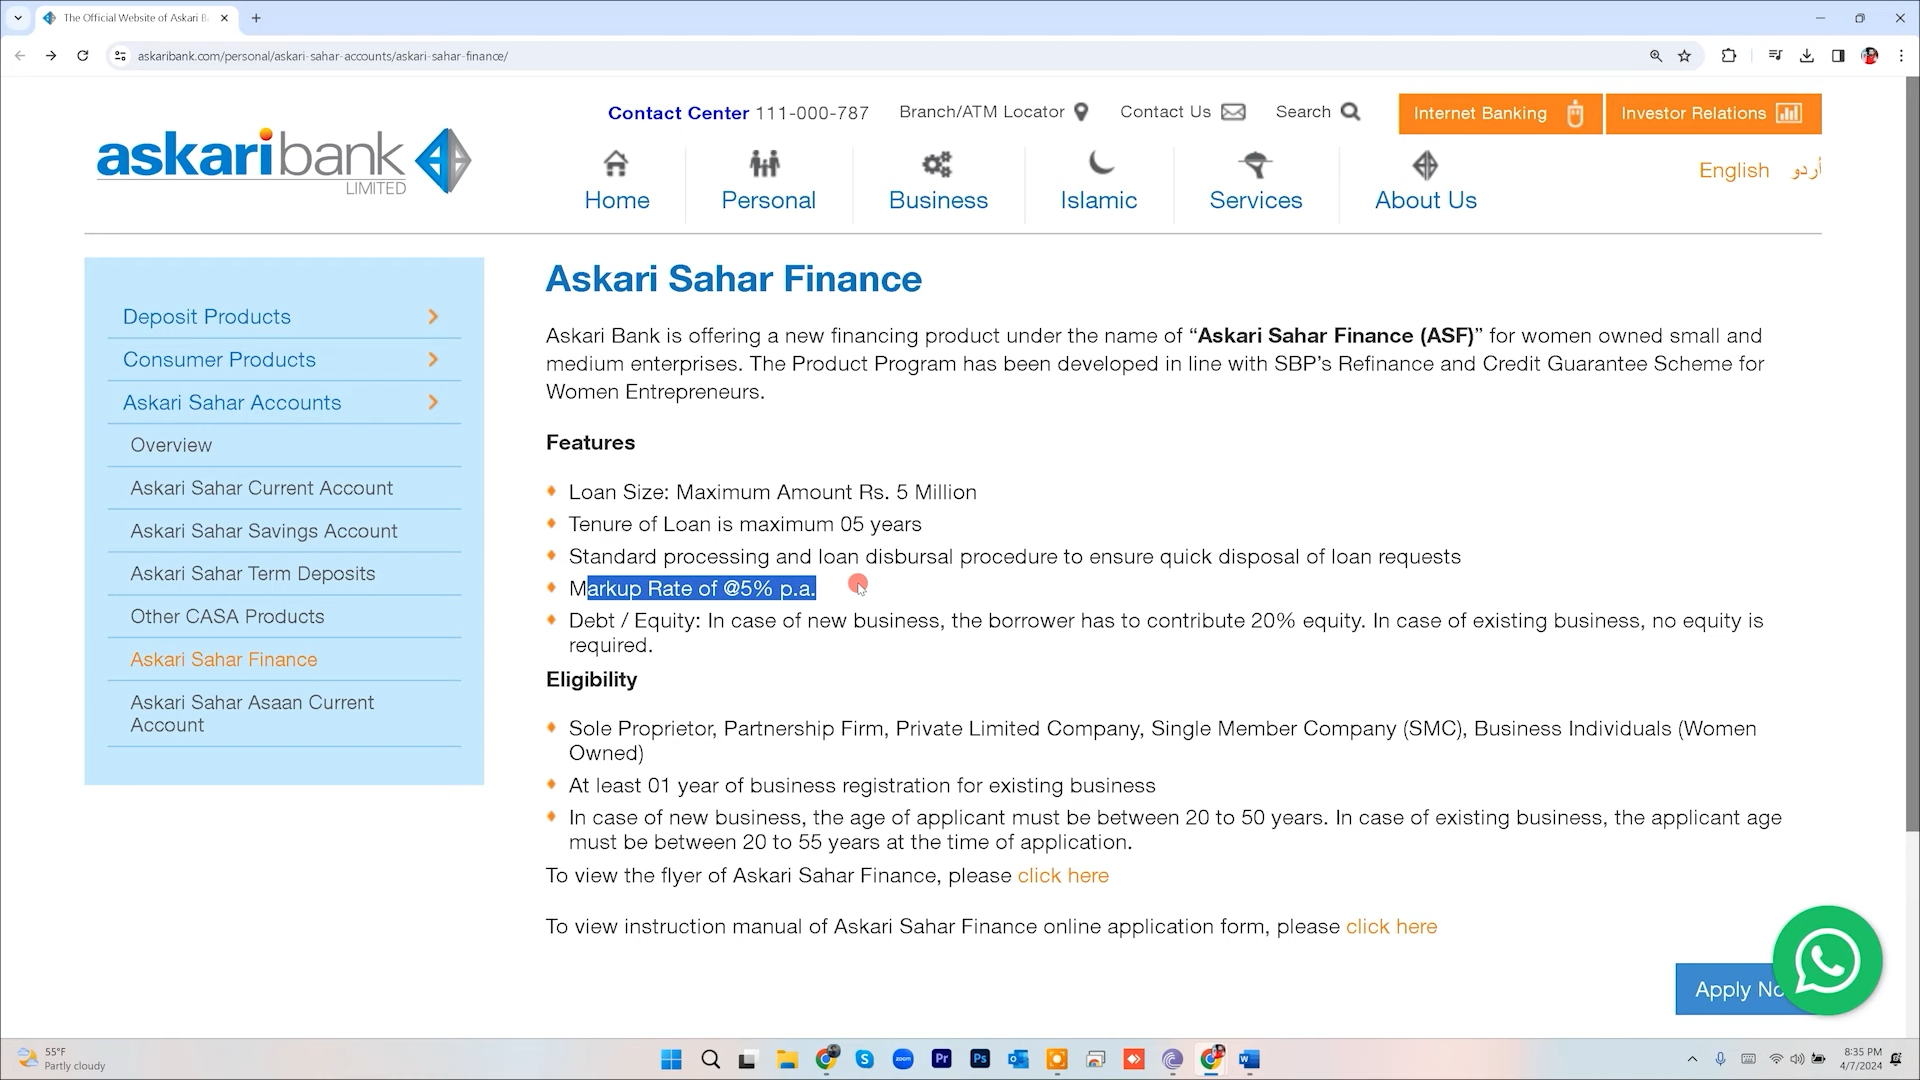 The Official Website of Askari B
askaribank.com/personal/askari-sahar-accounts/askari-sahar-finance/
Contact Center 111-000-787 Branch/ATM Locator Contact Us Search Internet Banking Investor Relations
askaribank
LIMITED
English اُردو
Home Personal Business Islamic Services About Us
Deposit Products
Consumer Products
Askari Sahar Accounts
Overview
Askari Sahar Current Account
Askari Sahar Savings Account
Askari Sahar Term Deposits
Other CASA Products
Askari Sahar Finance
Askari Sahar Asaan Current
Account
Askari Sahar Finance
Askari Bank is offering a new financing product under the name of “Askari Sahar Finance (ASF)” for women owned small and
medium enterprises. The Product Program has been developed in line with SBP’s Refinance and Credit Guarantee Scheme for
Women Entrepreneurs.
Features
Loan Size: Maximum Amount Rs. 5 Million
Tenure of Loan is maximum 05 years
Standard processing and loan disbursal procedure to ensure quick disposal of loan requests
Markup Rate of @5% p.a.
Debt / Equity: In case of new business, the borrower has to contribute 20% equity. In case of existing business, no equity is
required.
Eligibility
Sole Proprietor, Partnership Firm, Private Limited Company, Single Member Company (SMC), Business Individuals (Women
Owned)
At least 01 year of business registration for existing business
In case of new business, the age of applicant must be between 20 to 50 years. In case of existing business, the applicant age
must be between 20 to 55 years at the time of application.
To view the flyer of Askari Sahar Finance, please click here
To view instruction manual of Askari Sahar Finance online application form, please click here
Apply No
55°F
Partly cloudy
zoom
Pr
Ps
8:35 PM
4/7/2024